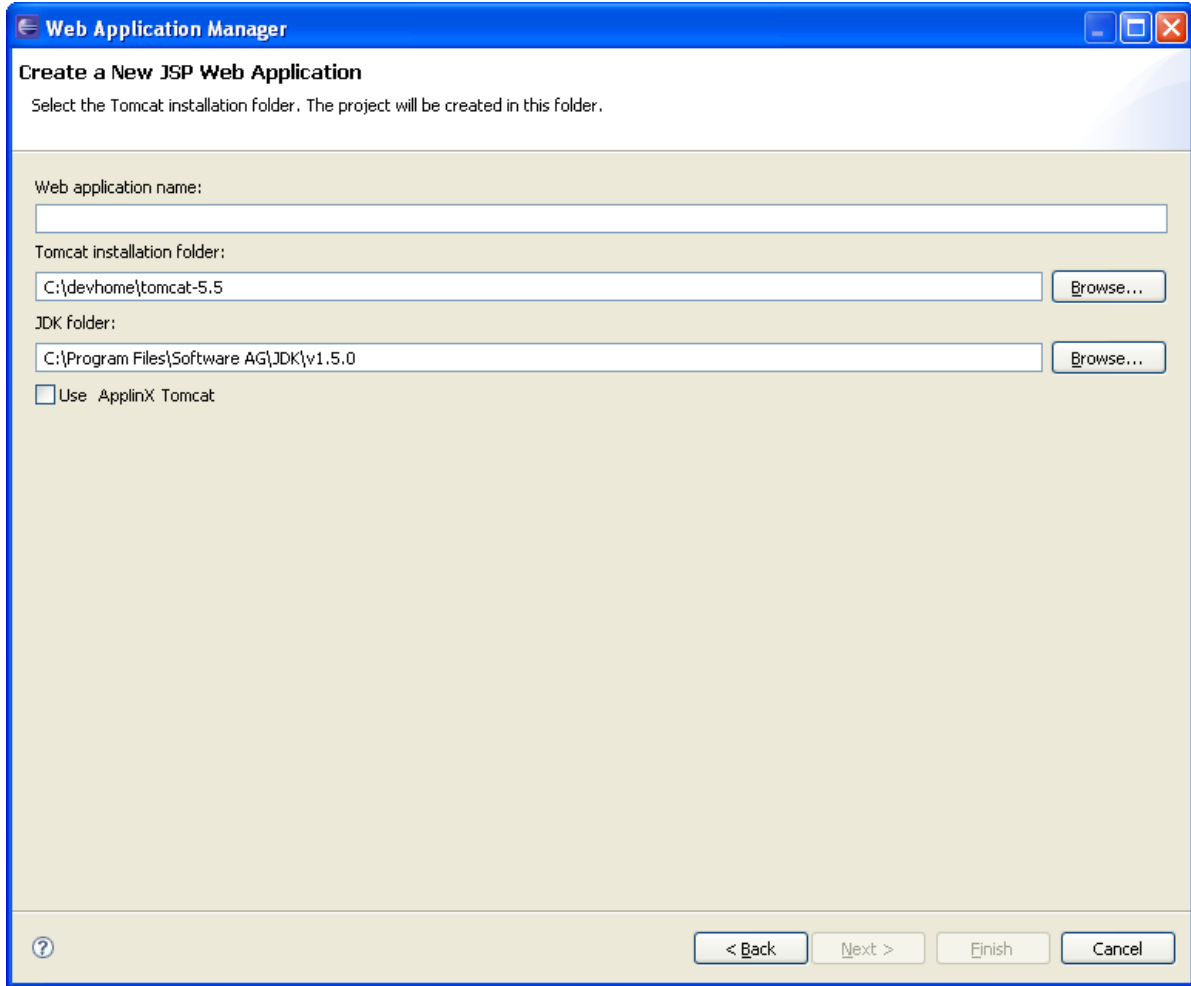 Web Application Manager
Create a New JSP Web Application
Select the Tomcat installation folder. The project will be created in this folder.
Web application name:
Tomcat installation folder:
C:\devhome\tomcat-5.5
Browse...
JDK folder:
C:\Program Files\Software AG\JDK\v1.5.0
Browse...
Use ApplinX Tomcat
?
< Back
Next >
Finish
Cancel